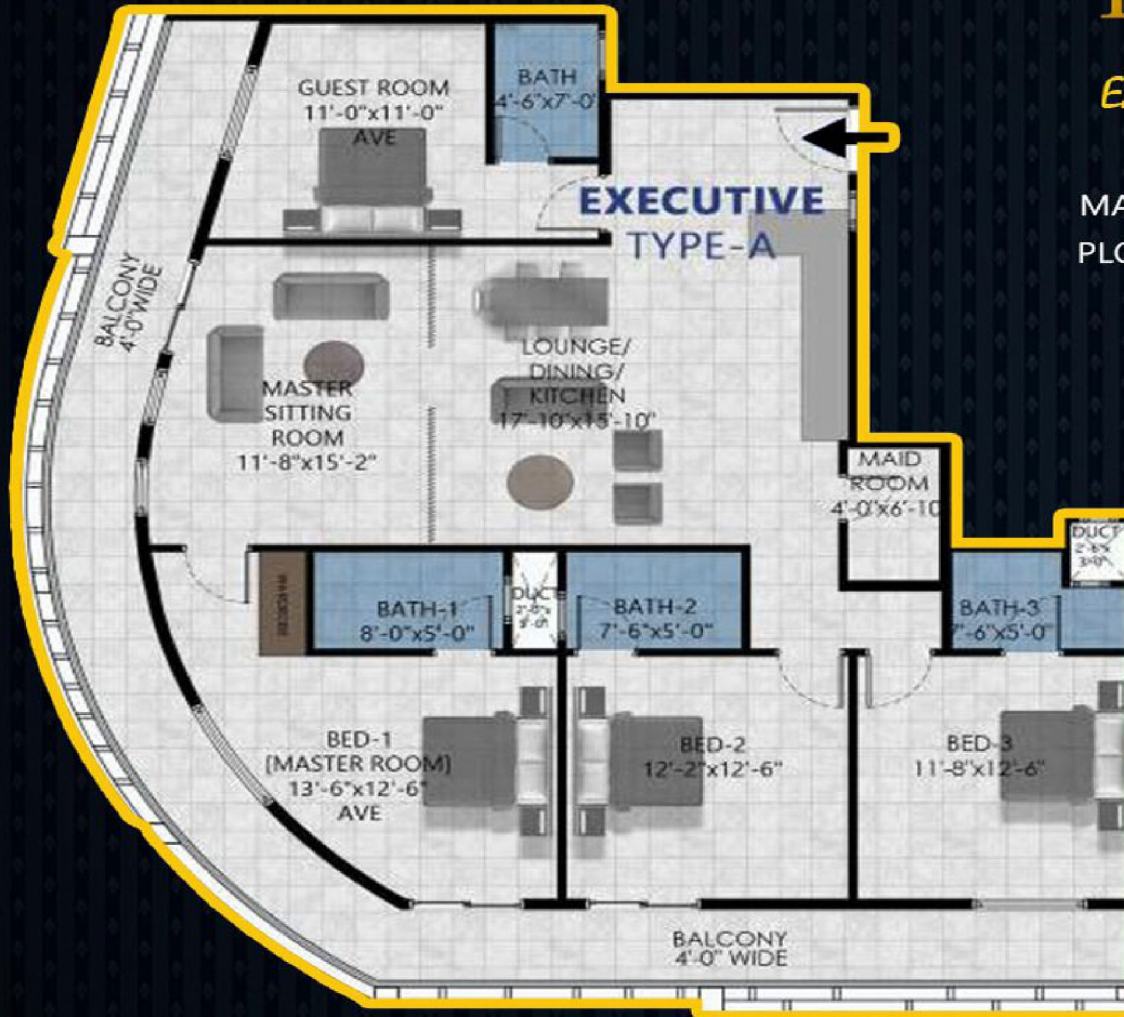 GUEST ROOM
11'-0"x11'-0"
AVE
BATH
4'-6"x7'-0"
EXECUTIVE
TYPE-A
MA
PLO
BALCONY
4'-0"WIDE
MASTER
SITTING
ROOM
11'-8"x15'-2"
LOUNGE/
DINING/
KITCHEN
17'-10"x15'-10"
MAID
ROOM
4'-0"x6'-10
BATH-1
8'-0"x5'-0"
DUCT
BATH-2
7'-6"x5'-0"
BATH-3
7'-6"x5'-0"
DUCT
2'-6"x
3'-0"
BED-1
(MASTER ROOM)
13'-6"x12'-6"
AVE
BED-2
12'-2"x12'-6"
BED-3
11'-8"x12'-6"
BALCONY
4'-0" WIDE